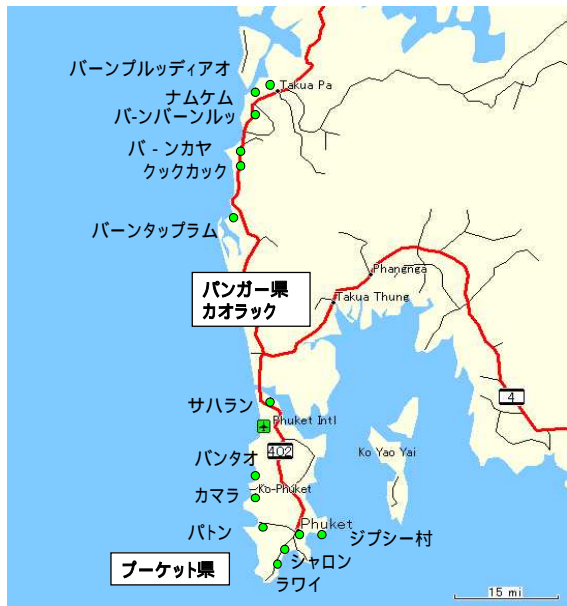 バーンプルッディアオ
Takua Pa
ナムケム
バ-ンバーンルッ
バ - ンカヤ
クックカック
バーンタップラム
Phangnga
パンガー県
カオラック
Takua Thung
4
サハラン
Phuket Intl
402
Ko Yao Yai
バンタオ
Ko-Phuket
カマラ
パトン
Phuket
ジプシー村
シャロン
プーケット県
ラワイ
15 mi